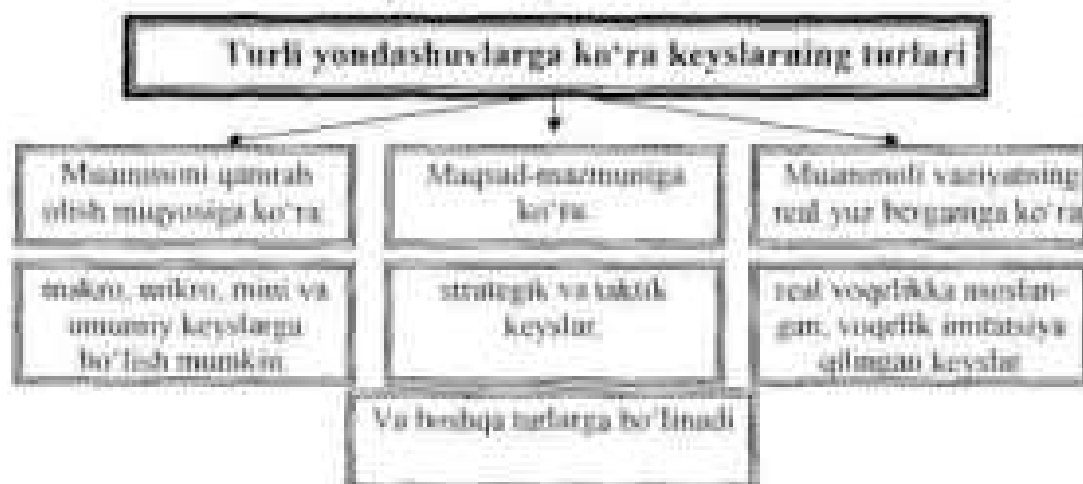 Turli yondashuvlarga ko‘ra keyslarning turlari
Muammoni qamrab
olish miqyosiga ko‘ra
Maqsad-mazmuniga
ko‘ra
Muammoli vaziyatning
real yuz berganiga ko‘ra
makro, mikro, mini va
umumiy keyslarga
bo‘lish mumkin.
strategik va taktik
keyslar
real voqelikka asoslan-
gan, voqelik imitatsiya
qilingan keyslar
Va boshqa turlarga bo‘linadi